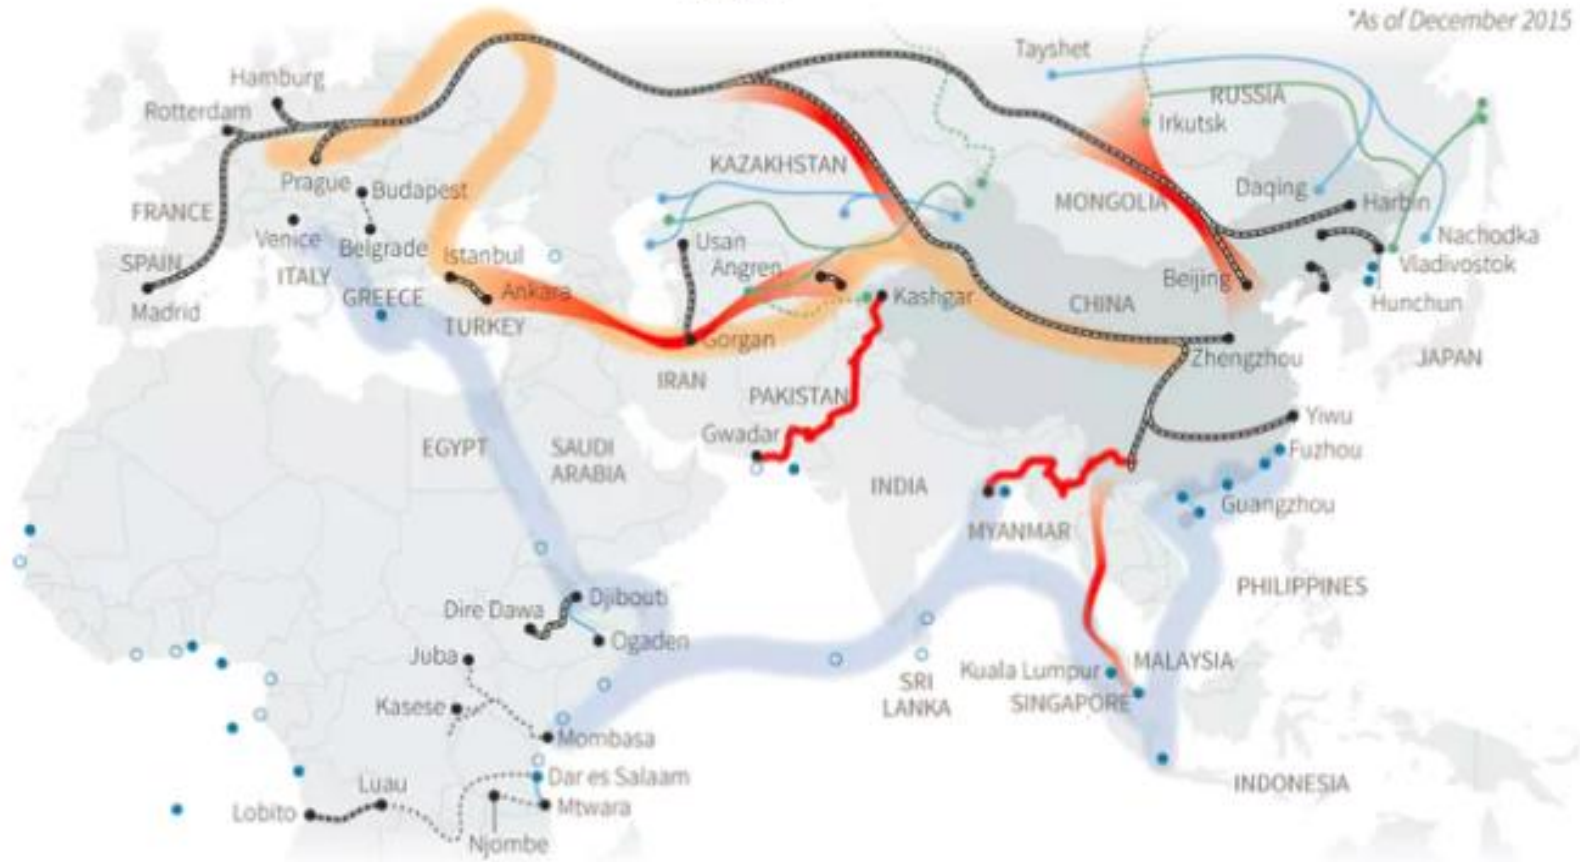 *As of December 2015
Tayshet
Hamburg
Rotterdam
RUSSIA
Irkutsk
KAZAKHSTAN
Prague
Budapest
Daqing
Harbin
MONGOLIA
FRANCE
Venice
Belgrade
Istanbul
Usan
Nachodka
SPAIN
ITALY
Angren
Vladivostok
Beijing
Ankara
Kashgar
GREECE
CHINA
Hunchun
Madrid
TURKEY
Gorgan
Zhengzhou
JAPAN
IRAN
PAKISTAN
Yiwu
Gwadar
EGYPT
SAUDI
ARABIA
Fuzhou
INDIA
Guangzhou
MYANMAR
PHILIPPINES
Djibouti
Dire Dawa
Ogaden
Juba
Kuala Lumpur
MALAYSIA
SRI
LANKA
SINGAPORE
Kasese
Mombasa
Dar es Salaam
INDONESIA
Luau
Mtwara
Lobito
Njombe